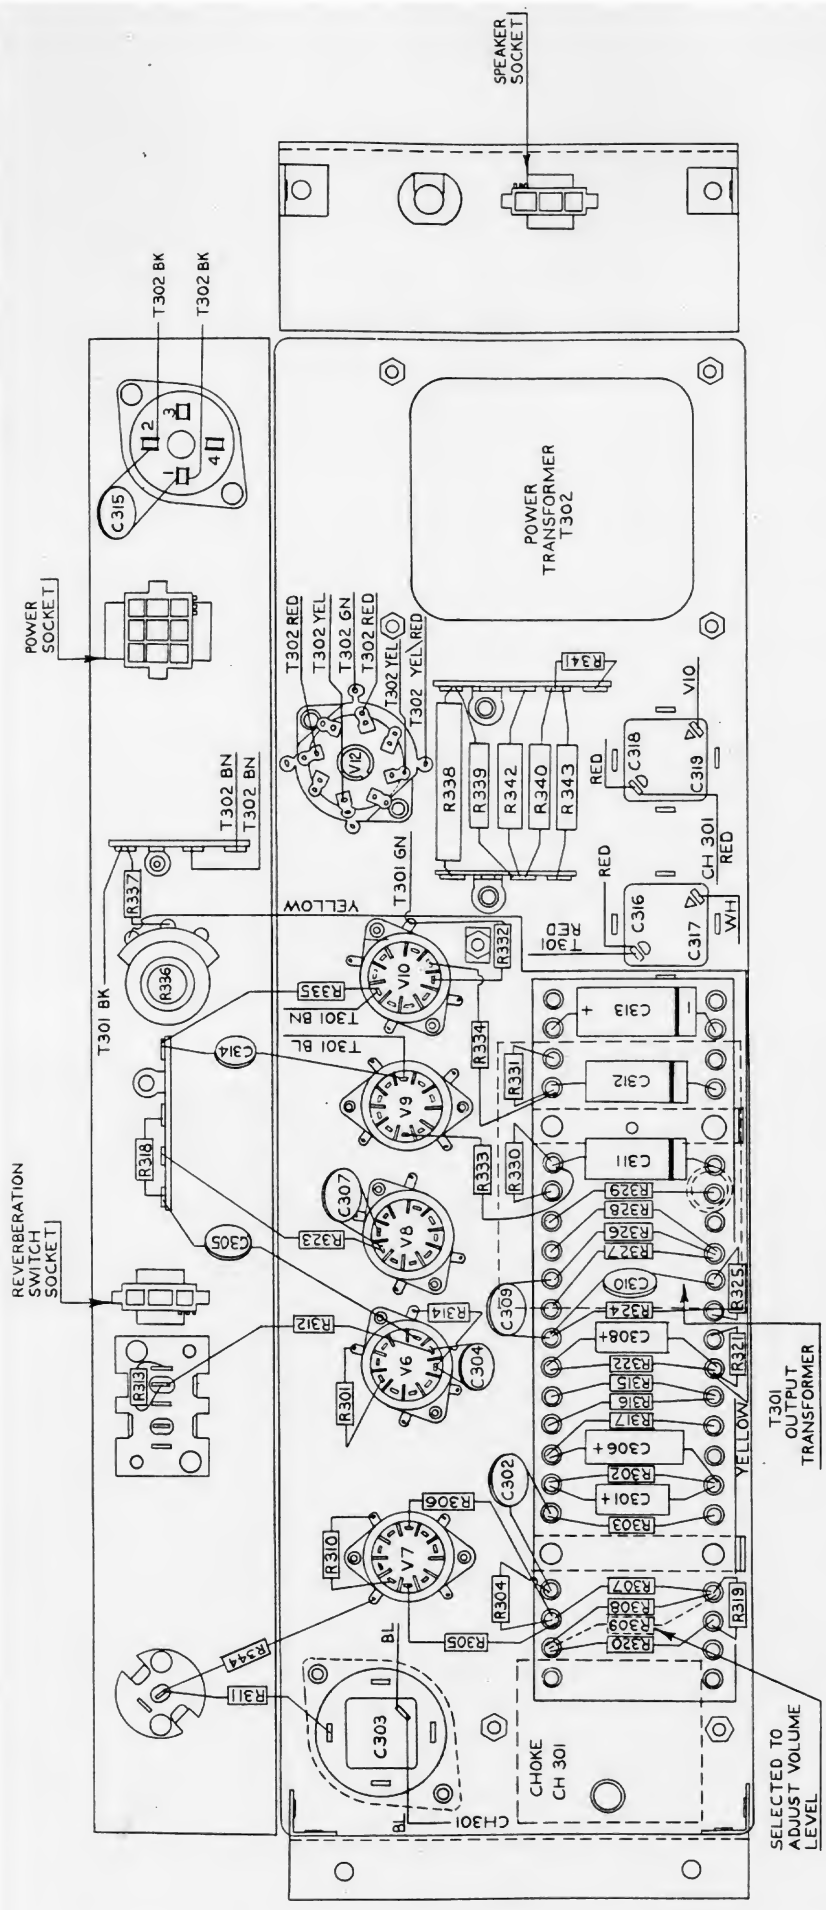 SPEAKER
SOCKET
T302 BK
T302 BK
C315
1
2
3
4
POWER
SOCKET
POWER
TRANSFORMER
T302
T302 RED
T302 YEL
T302 GN
T302 RED
T302 YEL
T302 YEL\RED
V12
R341
R338
R339
R342
R340
R343
RED
C318
C319
V10
CH 301
RED
T302 BN
T302 BN
R337
T301 BK
R336
YELLOW
T301 GN
RED
C316
C317
T301
RED
WH
R332
V10
R335
T301 BN
T301 BL
R334
R331
+
C313
-
C312
C314
V9
R333
R330
C311
R318
C307
V8
R323
C305
R329
R328
R326
R327
C310
R325
C309
R324
C308+
R321
R322
R315
R316
R317
C306+
R302
C301+
R303
YELLOW
T301
OUTPUT
TRANSFORMER
REVERBERATION
SWITCH
SOCKET
R313
R312
R314
V6
C304
R301
C302
R306
R310
V7
R304
R305
R307
R308
R309
R320
R319
R344
R311
BL
C303
BL
CH301
CHOKE
CH 301
SELECTED TO
ADJUST VOLUME
LEVEL